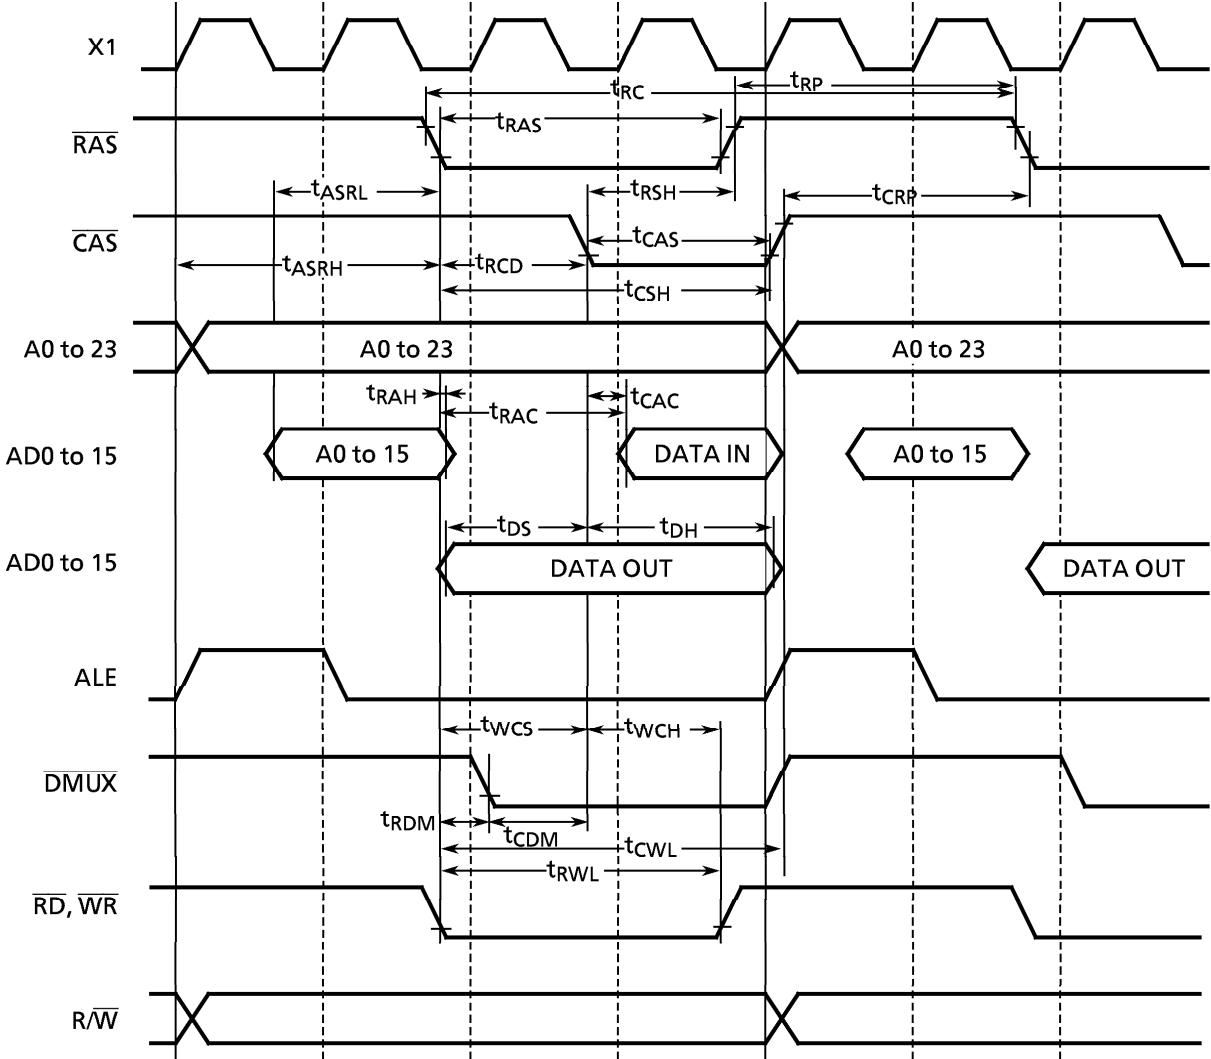 X1
tRC
tRP
RAS
tRAS
tASRL
tRSH
tCRP
CAS
tCAS
tASRH
tRCD
tCSH
A0 to 23
A0 to 23
A0 to 23
tRAH
tRAC
tCAC
AD0 to 15
A0 to 15
DATA IN
A0 to 15
tDS
tDH
AD0 to 15
DATA OUT
DATA OUT
ALE
tWCS
tWCH
DMUX
tRDM
tCDM
tCWL
tRWL
RD, WR
R/W